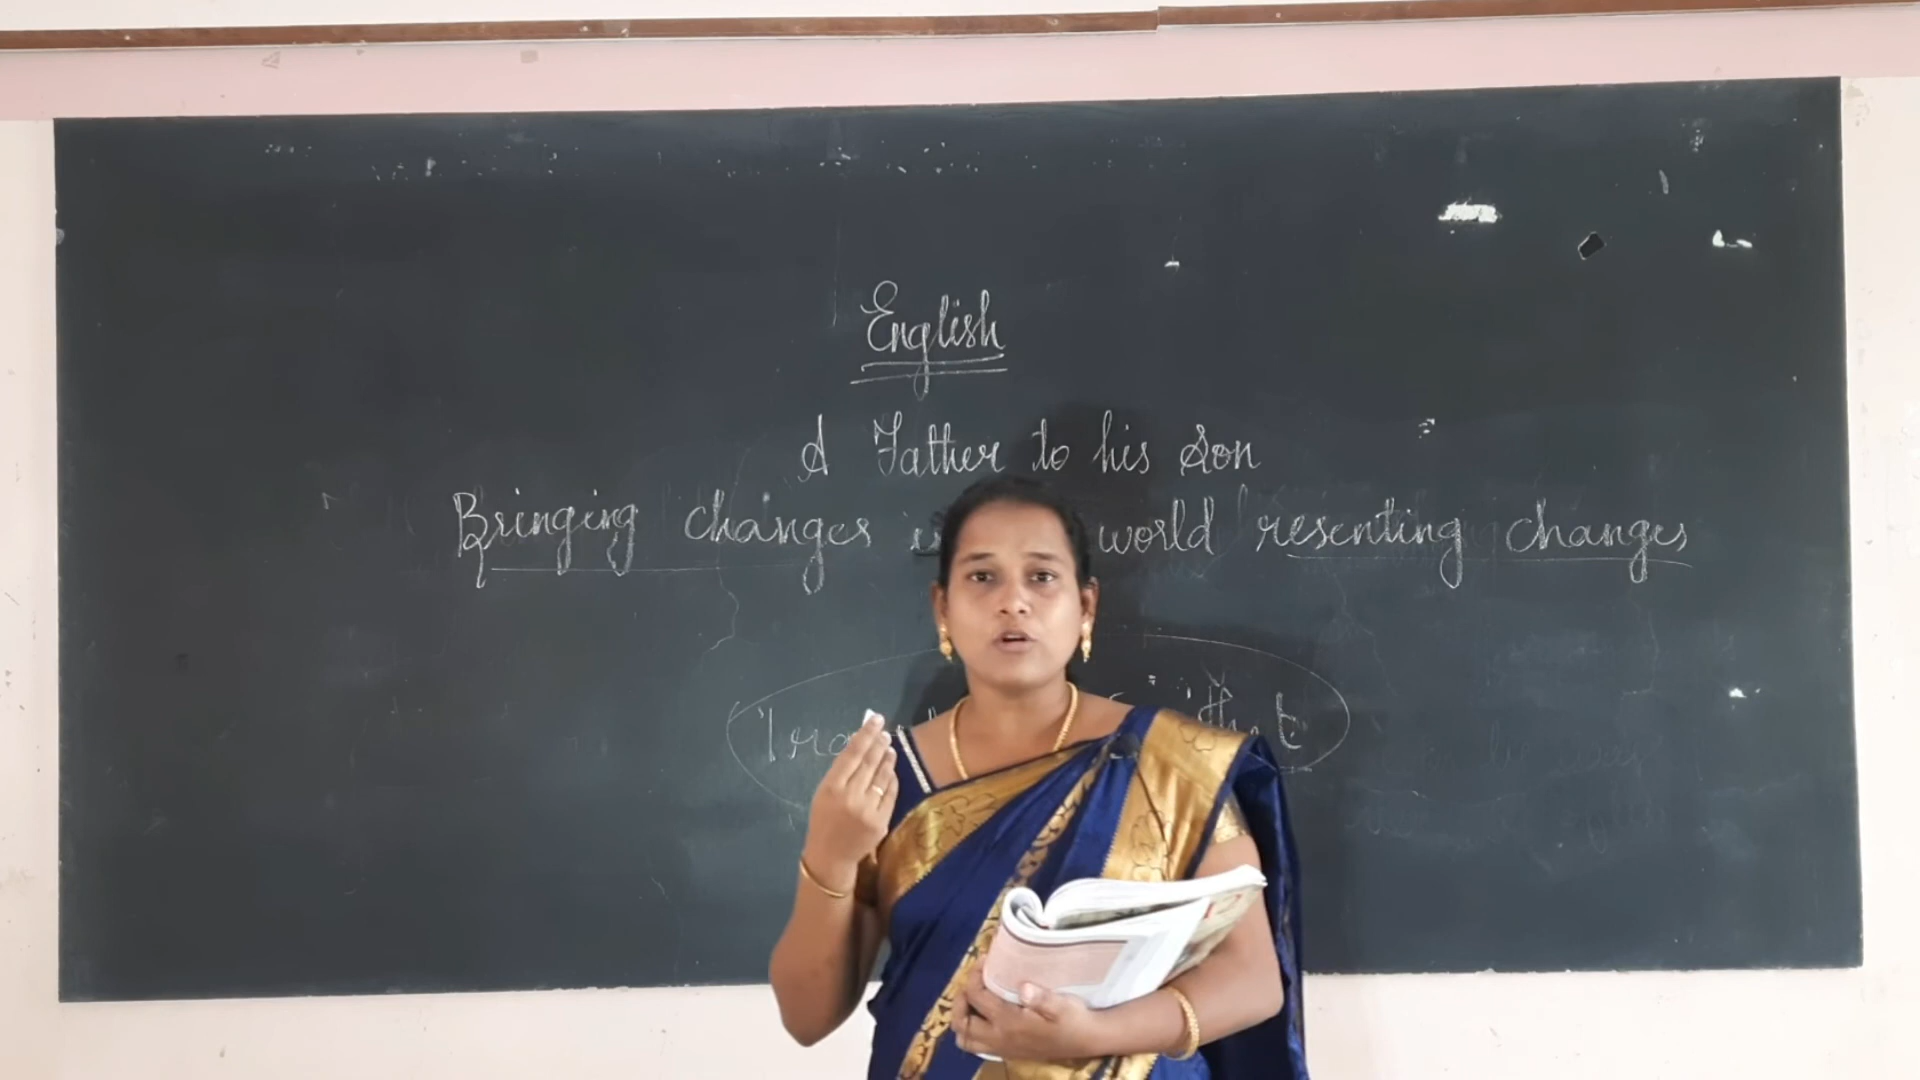 English
A Father to his Son
Bringing changes world resenting changes